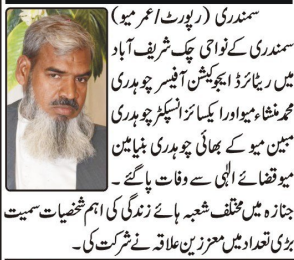 سمندری (رپورٹ/عمر میو)
سمندری کے نواحی چک شریف آباد
میں ریٹائرڈ ایجوکیشن آفیسر چوہدری
محمد منشاء میو اور ایکسائز انسپکٹر چوہدری
مبین میو کے بھائی چوہدری بنیامین
میو قضائے الٰہی سے وفات پا گئے۔
جنازہ میں مختلف شعبہ ہائے زندگی کی اہم شخصیات سمیت
بڑی تعداد میں معززین علاقہ نے شرکت کی۔